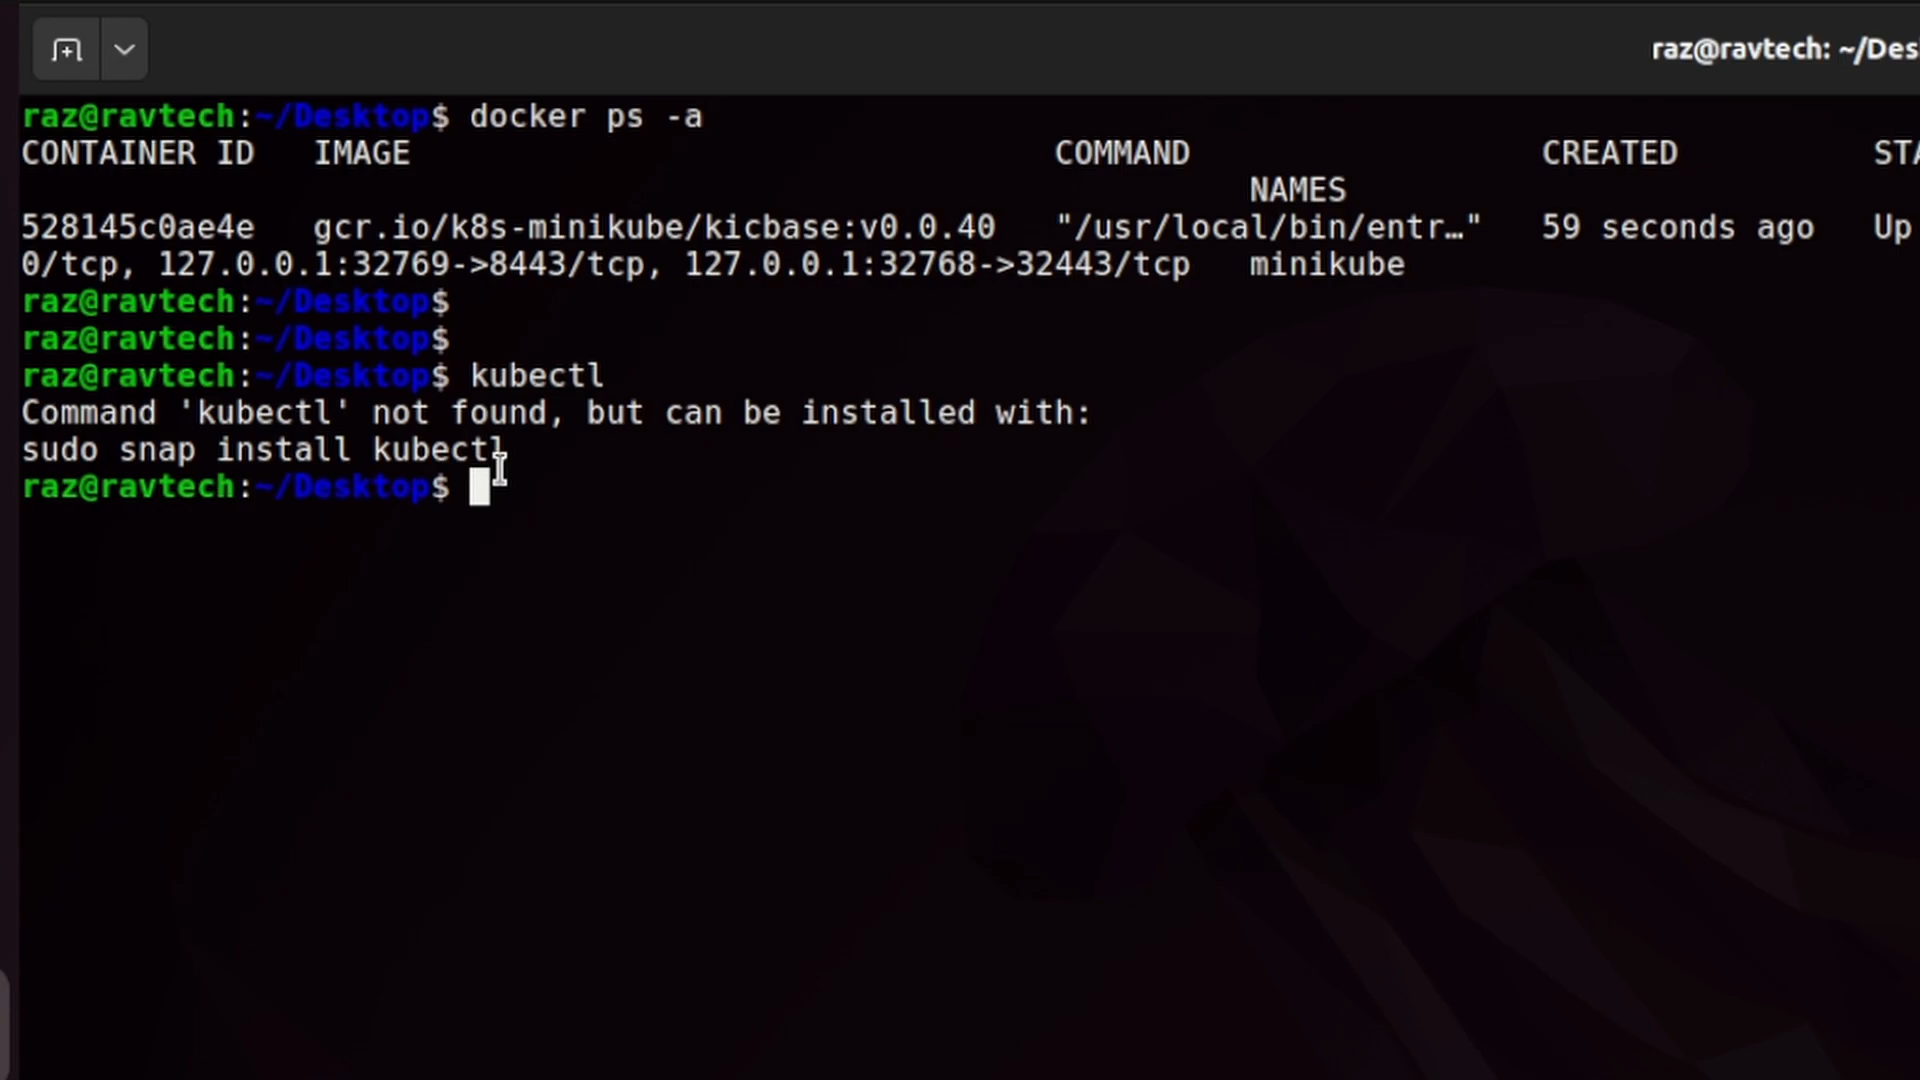 raz@ravtech: ~/Des
raz@ravtech:~/Desktop$ docker ps -a
CONTAINER ID   IMAGE                                 COMMAND                  CREATED          STA
NAMES
528145c0ae4e   gcr.io/k8s-minikube/kicbase:v0.0.40   "/usr/local/bin/entr…"   59 seconds ago   Up
0/tcp, 127.0.0.1:32769->8443/tcp, 127.0.0.1:32768->32443/tcp   minikube
raz@ravtech:~/Desktop$
raz@ravtech:~/Desktop$
raz@ravtech:~/Desktop$ kubectl
Command 'kubectl' not found, but can be installed with:
sudo snap install kubectl
raz@ravtech:~/Desktop$